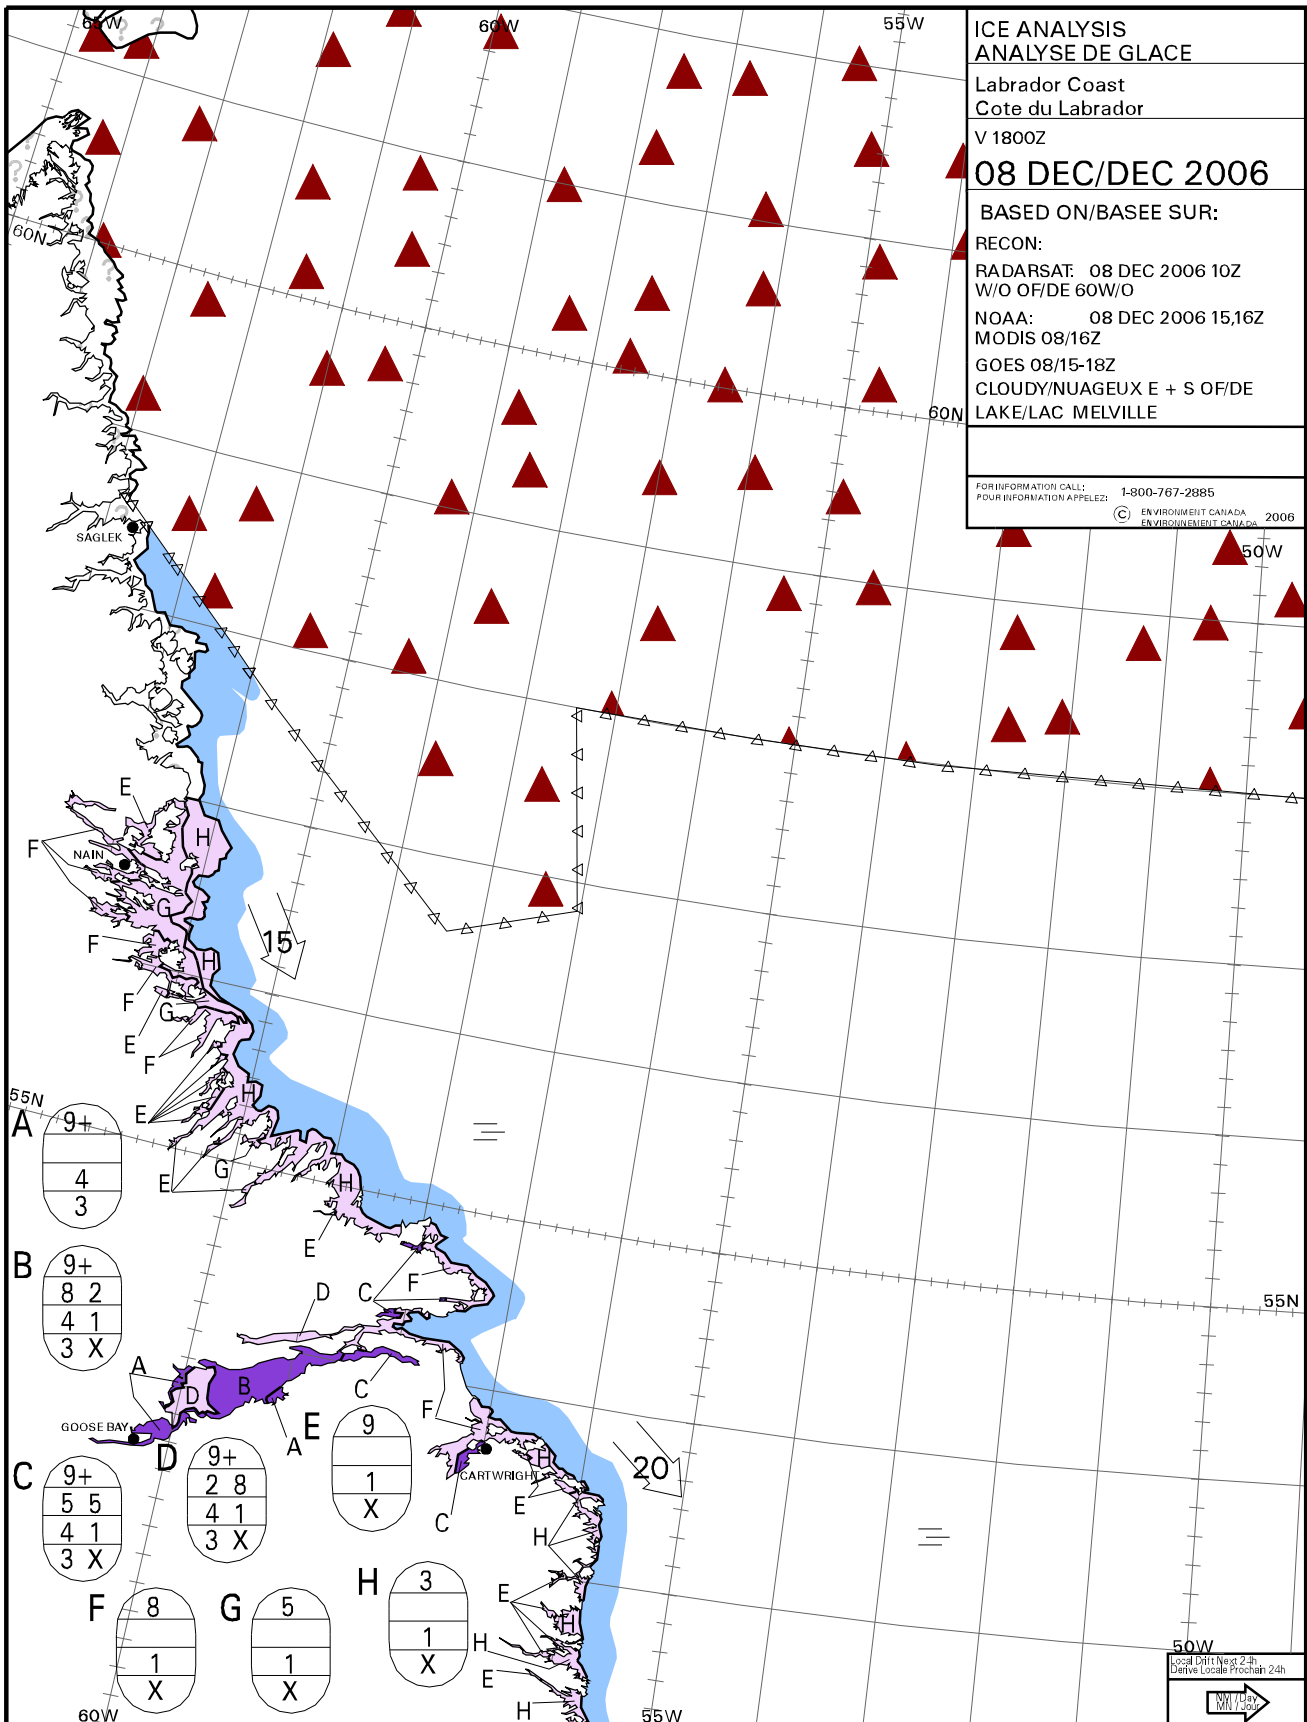 65W
60W
55W
ICE ANALYSIS
ANALYSE DE GLACE
Labrador Coast
Cote du Labrador
V 1800Z
08 DEC/DEC 2006
BASED ON/BASEE SUR:
RECON:
RADARSAT: 08 DEC 2006 10Z
W/O OF/DE 60W/O
NOAA: 08 DEC 2006 15,16Z
MODIS 08/16Z
GOES 08/15-18Z
CLOUDY/NUAGEUX E + S OF/DE
LAKE/LAC MELVILLE
FOR INFORMATION CALL:
POUR INFORMATION APPELEZ: 1-800-767-2885
© ENVIRONMENT CANADA
ENVIRONNEMENT CANADA 2006
60N
60N
50W
SAGLEK
E
H
F
NAIN
G
F
H
15
F
G
E
F
55N
H
E
G
E
H
E
A
9+
4
3
B
9+
8 2
4 1
3 X
F
C
D
55N
A
D
B
C
F
GOOSE BAY
A
C
9+
5 5
4 1
3 X
D
9+
2 8
4 1
3 X
E
9
1
X
H
CARTWRIGHT
E
C
20
H
F
8
1
X
G
5
1
X
H
3
1
X
E
H
H
E
H
60W
55W
50W
Local Drift Next 24h
Derive Locale Prochain 24h
NM / Day
MN / Jour